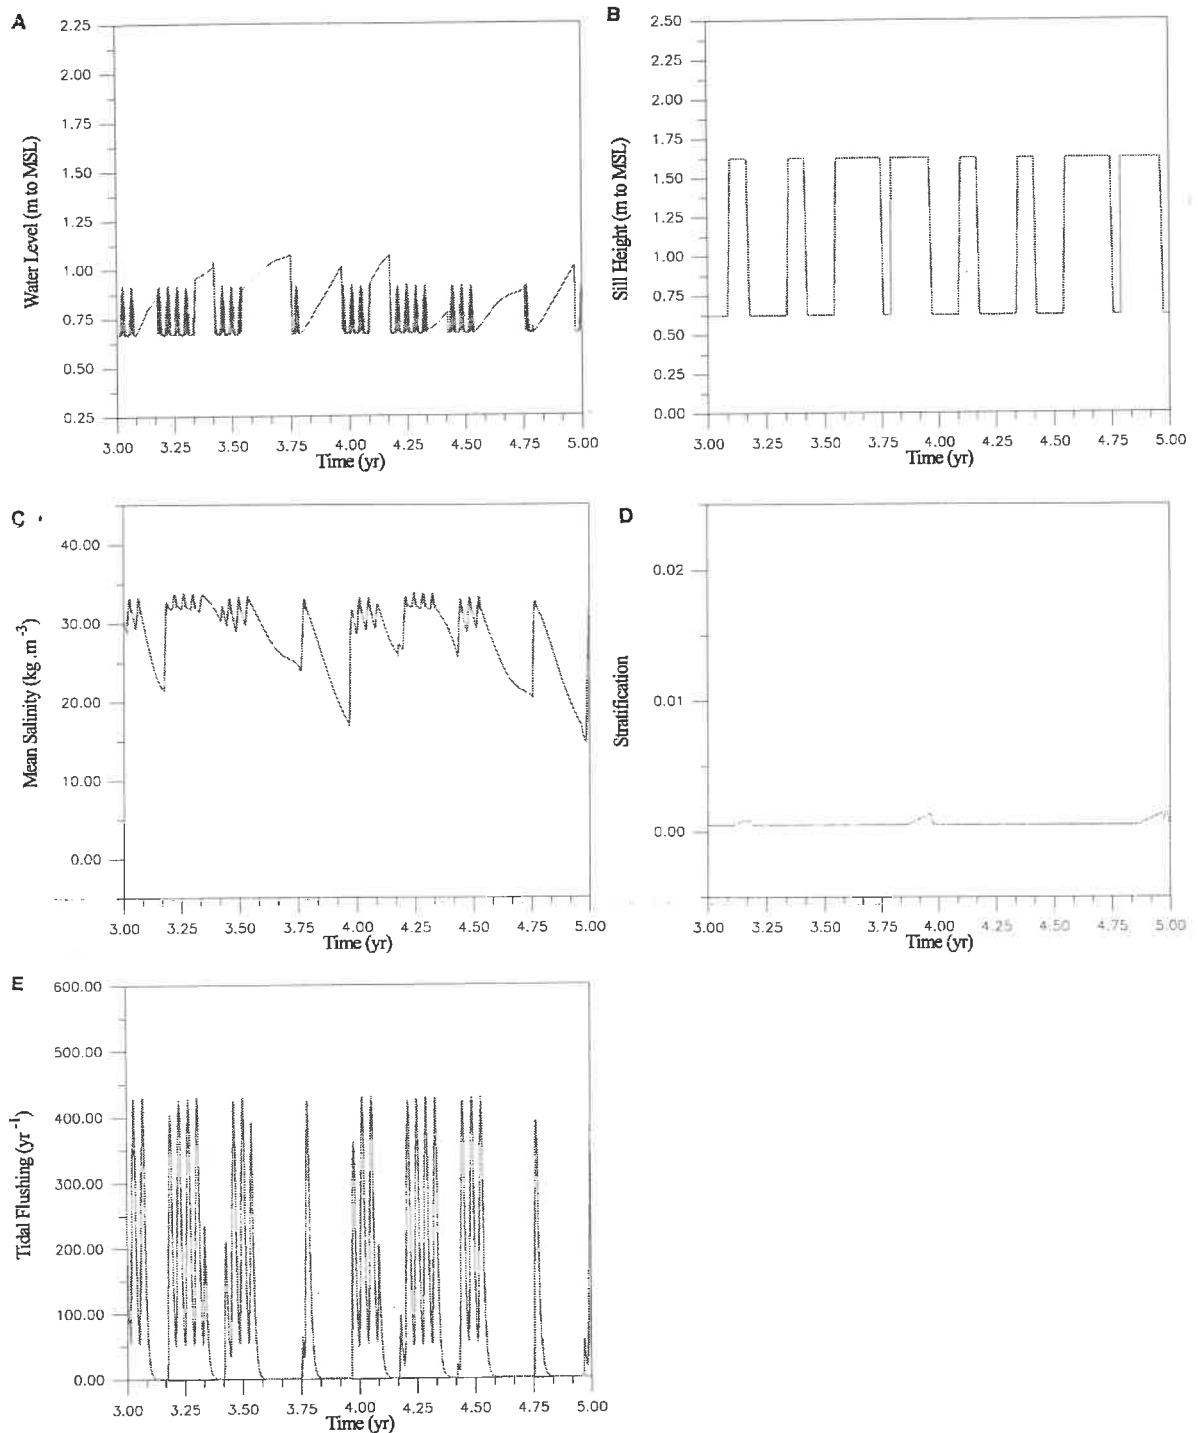 A
2.25
2.00
1.75
1.50
1.25
1.00
0.75
0.50
0.25
Water Level (m to MSL)
3.00 3.25 3.50 3.75 4.00 4.25 4.50 4.75 5.00
Time (yr)
B
2.50
2.25
2.00
1.75
1.50
1.25
1.00
0.75
0.50
0.25
0.00
Sill Height (m to MSL)
3.00 3.25 3.50 3.75 4.00 4.25 4.50 4.75 5.00
Time (yr)
C
40.00
30.00
20.00
10.00
0.00
Mean Salinity (kg .m⁻³)
3.00 3.25 3.50 3.75 4.00 4.25 4.50 4.75 5.00
Time (yr)
D
0.02
0.01
0.00
Stratification
3.00 3.25 3.50 3.75 4.00 4.25 4.50 4.75 5.00
Time (yr)
E
600.00
500.00
400.00
300.00
200.00
100.00
0.00
Tidal Flushing (yr⁻¹)
3.00 3.25 3.50 3.75 4.00 4.25 4.50 4.75 5.00
Time (yr)